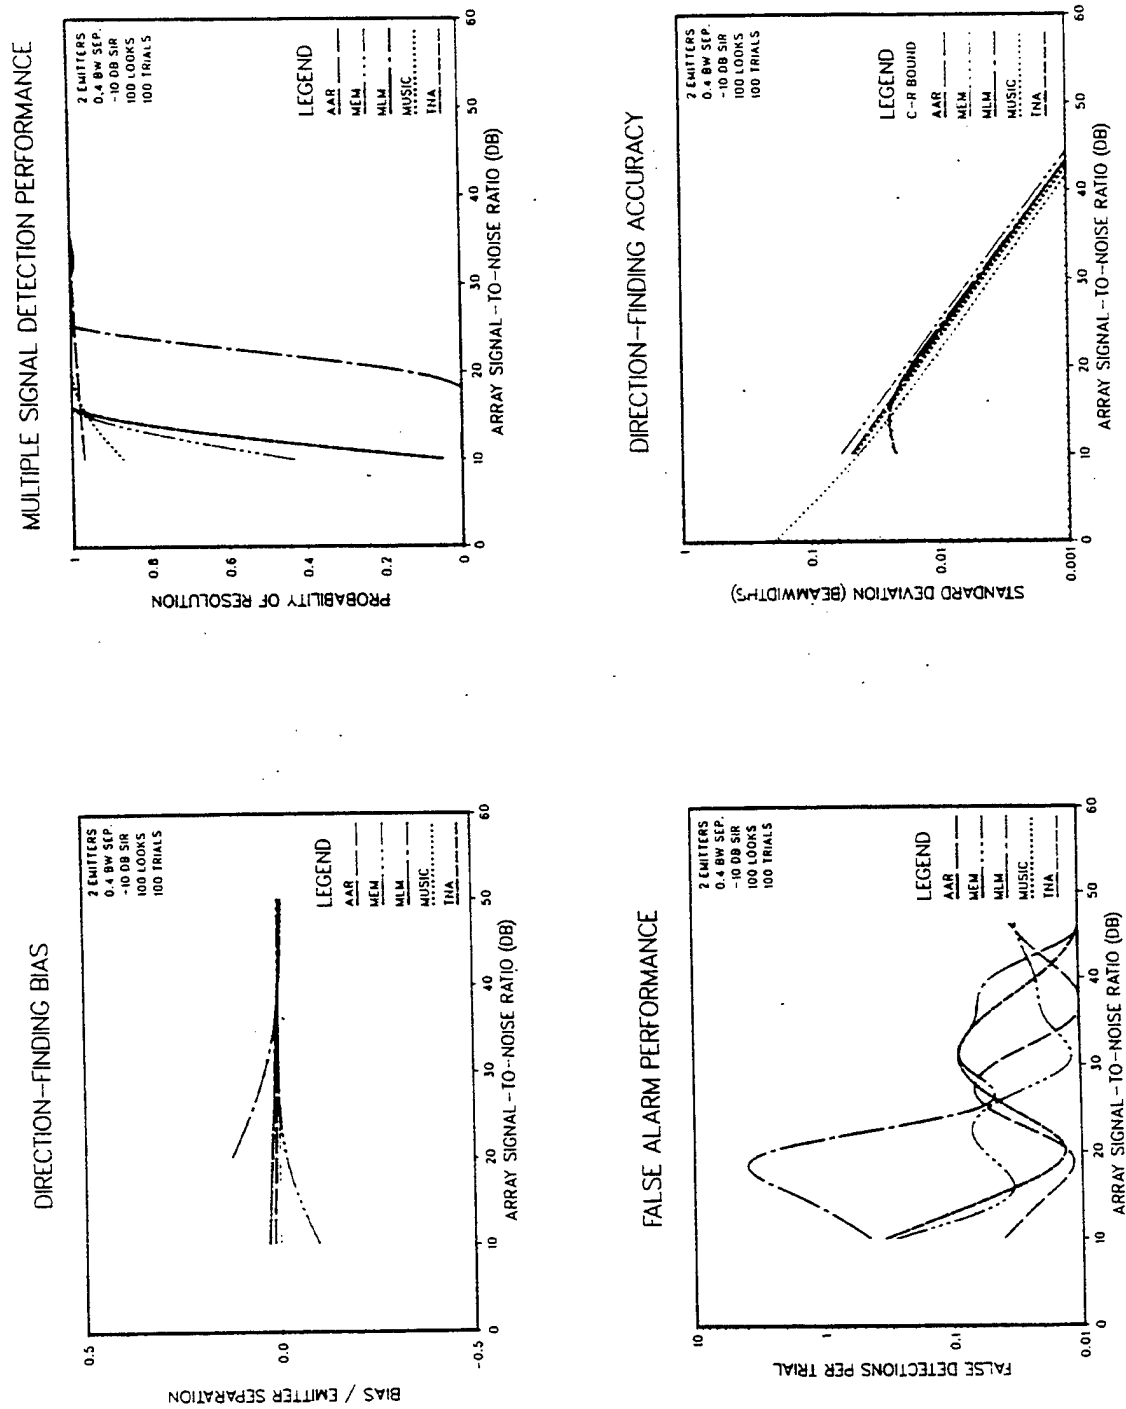 DIRECTION-FINDING BIAS
2 EMITTERS
0.4 BW SEP.
-10 DB SIR
100 LOOKS
100 TRIALS
LEGEND
AAR
MEM
MLM
MUSIC
TNA
BIAS / EMITTER SEPARATION
0.5
0.0
-0.5
0 10 20 30 40 50 60
ARRAY SIGNAL-TO-NOISE RATIO (DB)
MULTIPLE SIGNAL DETECTION PERFORMANCE
2 EMITTERS
0.4 BW SEP.
-10 DB SIR
100 LOOKS
100 TRIALS
LEGEND
AAR
MEM
MLM
MUSIC
TNA
PROBABILITY OF RESOLUTION
1
0.8
0.6
0.4
0.2
0
0 10 20 30 40 50 60
ARRAY SIGNAL-TO-NOISE RATIO (DB)
FALSE ALARM PERFORMANCE
2 EMITTERS
0.4 BW SEP.
-10 DB SIR
100 LOOKS
100 TRIALS
LEGEND
AAR
MEM
MLM
MUSIC
TNA
FALSE DETECTIONS PER TRIAL
10
1
0.1
0.01
0 10 20 30 40 50 60
ARRAY SIGNAL-TO-NOISE RATIO (DB)
DIRECTION-FINDING ACCURACY
2 EMITTERS
0.4 BW SEP.
-10 DB SIR
100 LOOKS
100 TRIALS
LEGEND
C-R BOUND
AAR
MEM
MLM
MUSIC
TNA
STANDARD DEVIATION (BEAMWIDTHS)
1
0.1
0.01
0.001
0 10 20 30 40 50 60
ARRAY SIGNAL-TO-NOISE RATIO (DB)